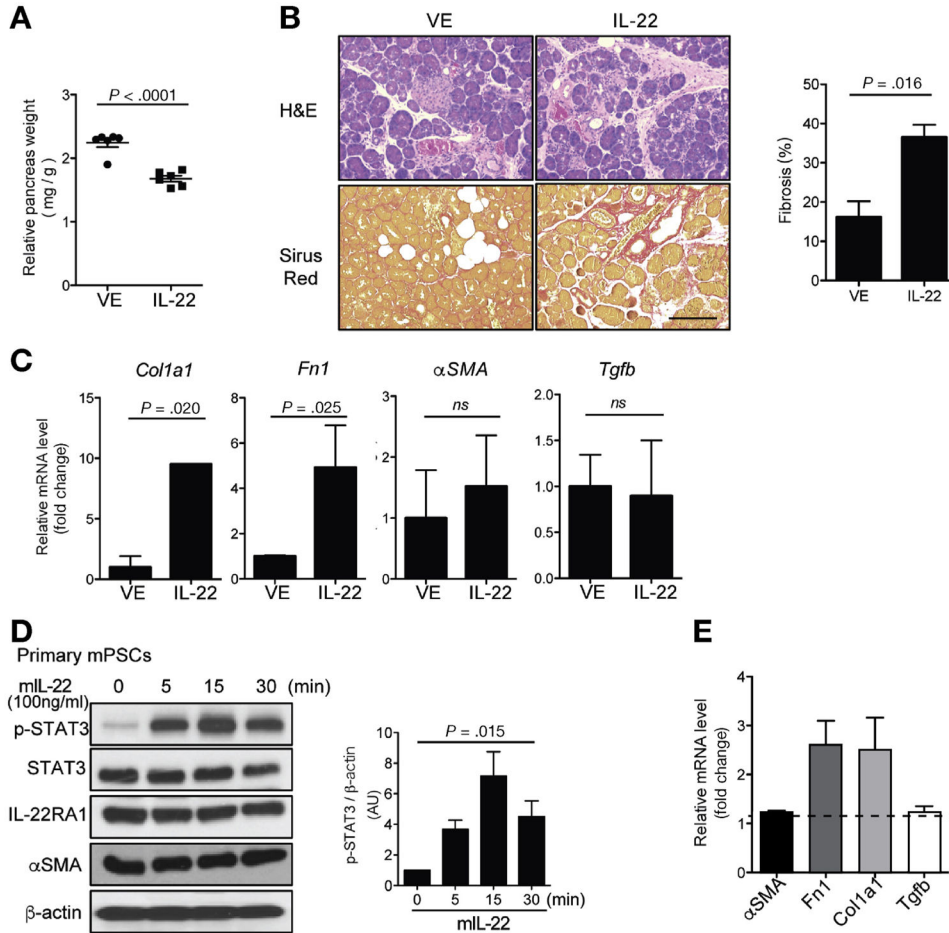 A
Relative pancreas weight
( mg / g )
P < .0001
3
2
1
0
VE IL-22
B
VE IL-22
H&E
Sirus
Red
Fibrosis (%)
P = .016
50
40
30
20
10
0
VE IL-22
C
Relative mRNA level
(fold change)
Col1a1
P = .020
15
10
5
0
VE IL-22
Fn1
P = .025
8
6
4
2
0
VE IL-22
αSMA
ns
3
2
1
0
VE IL-22
Tgfb
ns
2.0
1.5
1.0
0.5
0.0
VE IL-22
D
Primary mPSCs
mIL-22 0 5 15 30 (min)
(100ng/ml)
p-STAT3
STAT3
IL-22RA1
αSMA
β-actin
p-STAT3 / β-actin
(AU)
P = .015
10
8
6
4
2
0
0 5 15 30 (min)
mIL-22
E
Relative mRNA level
(fold change)
4
3
2
1
0
αSMA
Fn1
Col1a1
Tgfb